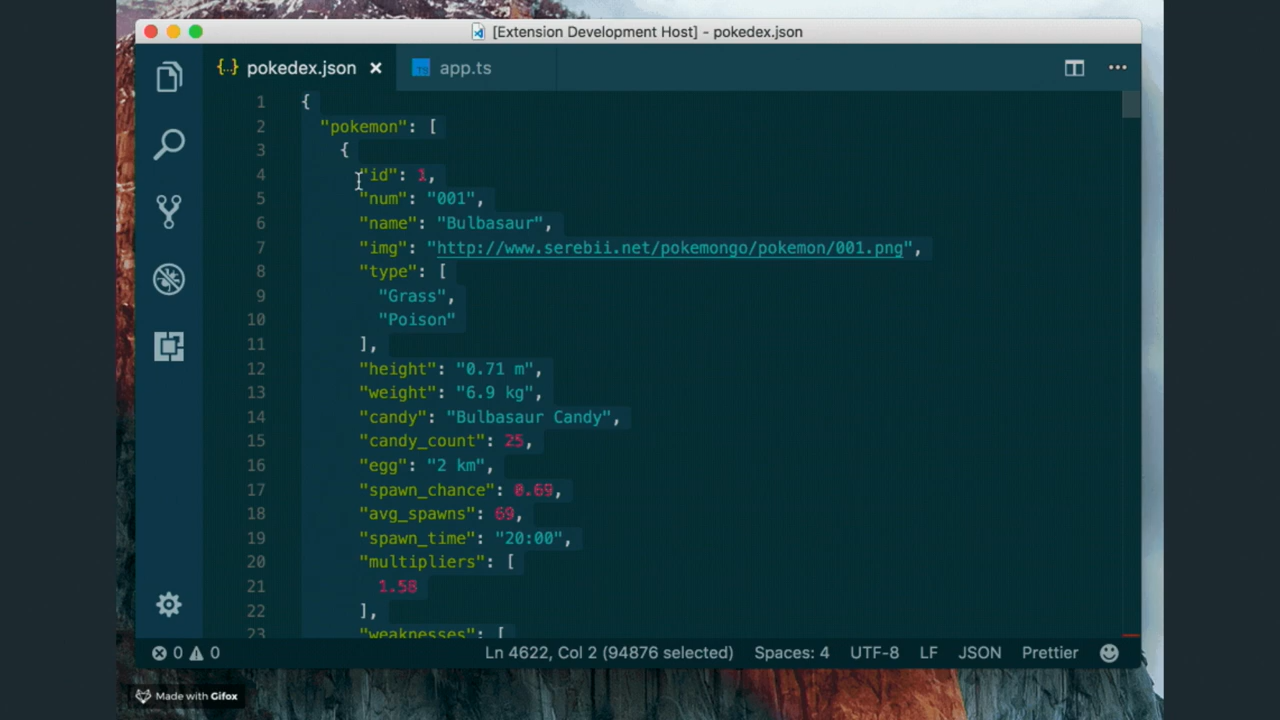 [Extension Development Host] - pokedex.json
{..} pokedex.json × TS app.ts ...
1 {
2 "pokemon": [
3 {
4 "id": 1,
5 "num": "001",
6 "name": "Bulbasaur",
7 "img": "http://www.serebii.net/pokemongo/pokemon/001.png",
8 "type": [
9 "Grass",
10 "Poison"
11 ],
12 "height": "0.71 m",
13 "weight": "6.9 kg",
14 "candy": "Bulbasaur Candy",
15 "candy_count": 25,
16 "egg": "2 km",
17 "spawn_chance": 0.69,
18 "avg_spawns": 69,
19 "spawn_time": "20:00",
20 "multipliers": [
21 1.58
22 ],
23 "weaknesses": [
0 0 Ln 4622, Col 2 (94876 selected) Spaces: 4 UTF-8 LF JSON Prettier
Made with Gifox